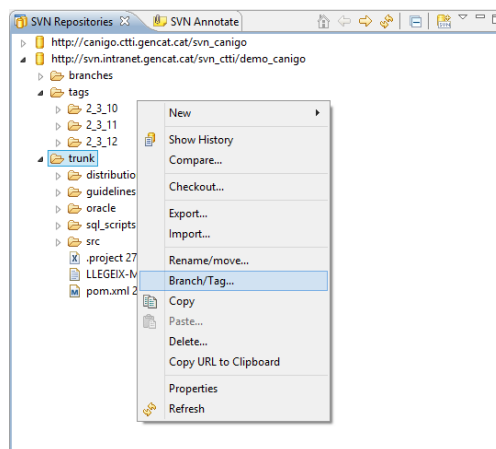 SVN Repositories SVN Annotate
http://canigo.ctti.gencat.cat/svn_canigo
http://svn.intranet.gencat.cat/svn_ctti/demo_canigo
branches
tags
2_3_10
2_3_11
2_3_12
trunk
distributio
guidelines
oracle
sql_scripts
src
.project 27
LLEGEIX-M
pom.xml 2
New
Show History
Compare...
Checkout...
Export...
Import...
Rename/move...
Branch/Tag...
Copy
Paste...
Delete...
Copy URL to Clipboard
Properties
Refresh